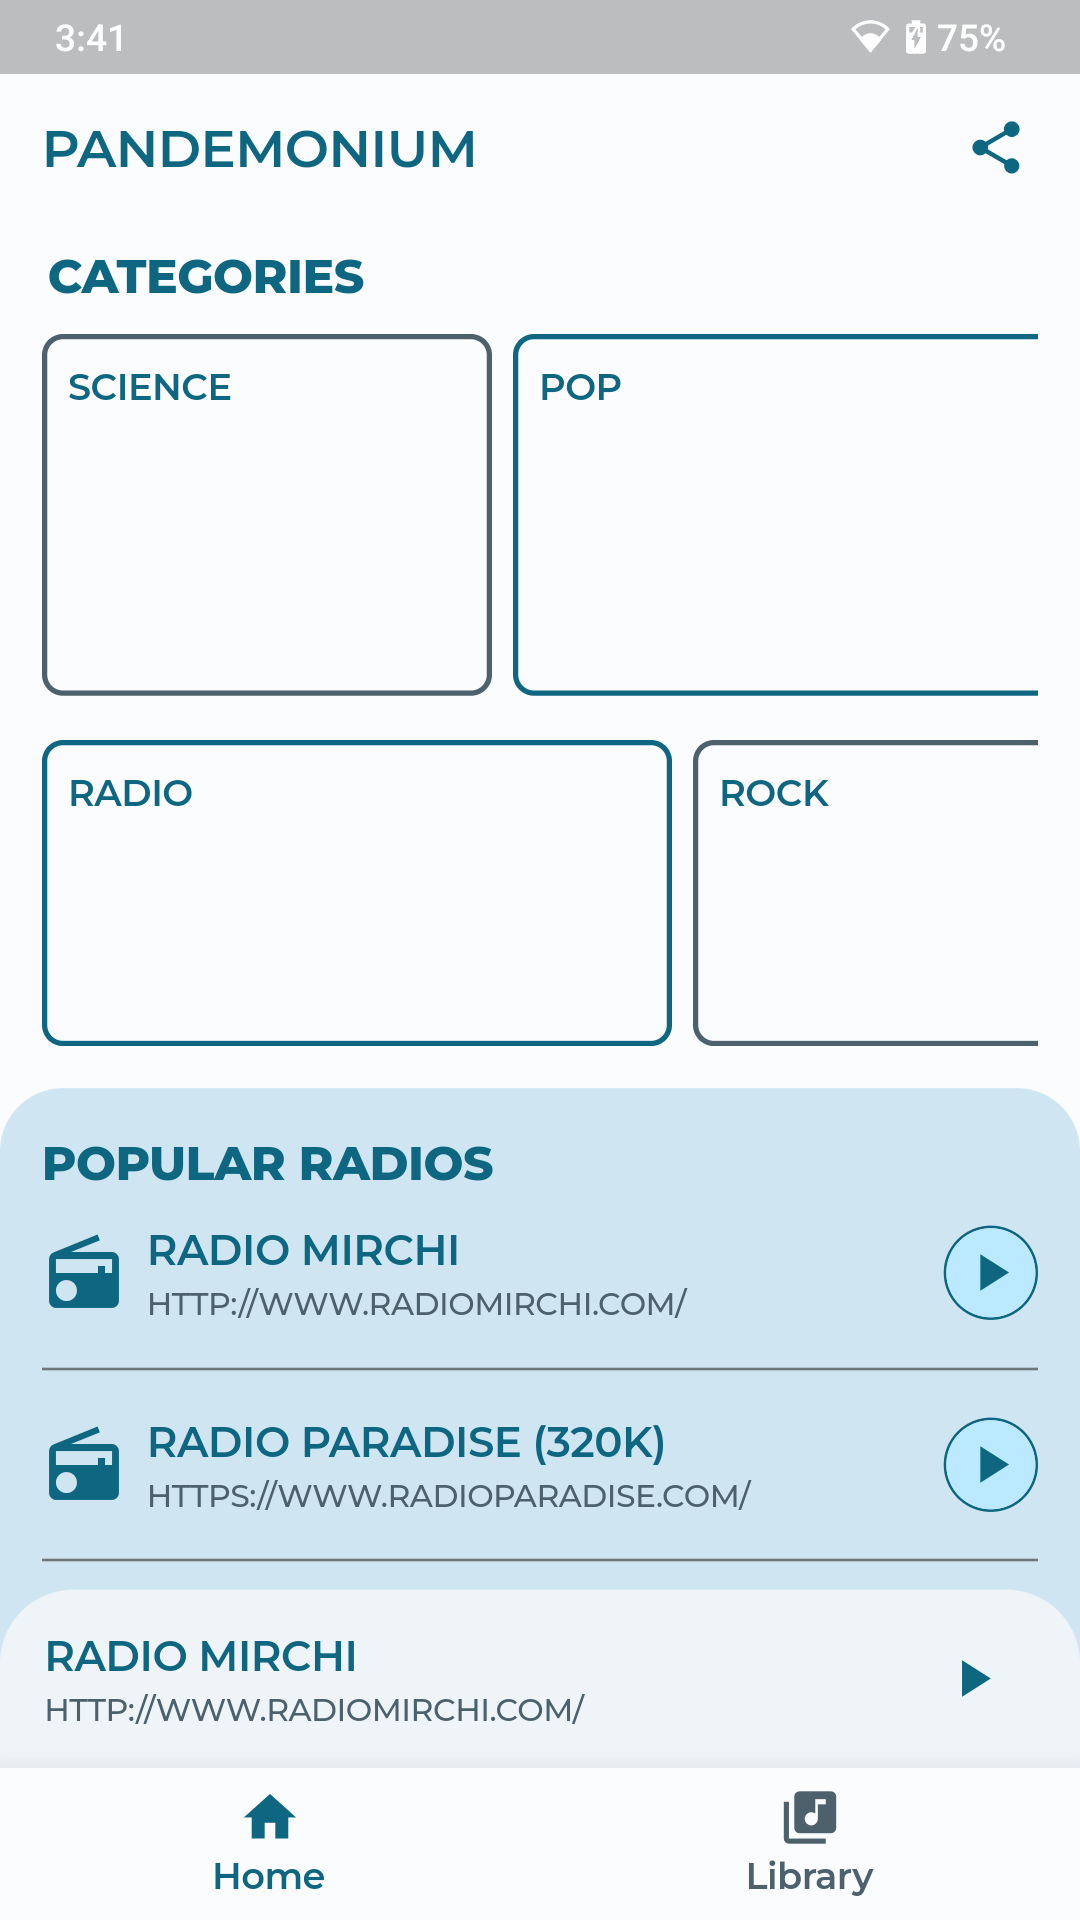 3:41
75%
PANDEMONIUM
CATEGORIES
SCIENCE
POP
RADIO
ROCK
POPULAR RADIOS
RADIO MIRCHI
HTTP://WWW.RADIOMIRCHI.COM/
RADIO PARADISE (320K)
HTTPS://WWW.RADIOPARADISE.COM/
RADIO MIRCHI
HTTP://WWW.RADIOMIRCHI.COM/
Home
Library